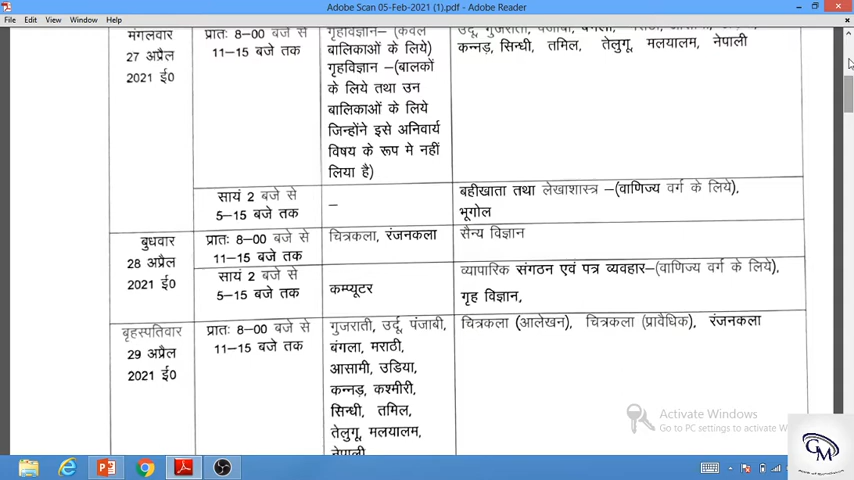 Adobe Scan 05-Feb-2021 (1).pdf - Adobe Reader
File Edit View Window Help
मंगलवार
27 अप्रैल
2021 ई0
प्रातः 8-00 बजे से
11-15 बजे तक
गृहविज्ञान– (केवल
बालिकाओं के लिये)
गृहविज्ञान –(बालकों
के लिये तथा उन
बालिकाओं के लिये
जिन्होंने इसे अनिवार्य
विषय के रूप मे नहीं
लिया है)
कन्नड़, सिन्धी, तमिल, तेलुगू, मलयालम, नेपाली
सायं 2 बजे से
5-15 बजे तक
–
बहीखाता तथा लेखाशास्त्र –(वाणिज्य वर्ग के लिये),
भूगोल
बुधवार
28 अप्रैल
2021 ई0
प्रातः 8-00 बजे से
11-15 बजे तक
चित्रकला, रंजनकला
सैन्य विज्ञान
सायं 2 बजे से
5-15 बजे तक
कम्प्यूटर
व्यापारिक संगठन एवं पत्र व्यवहार–(वाणिज्य वर्ग के लिये),
गृह विज्ञान,
बृहस्पतिवार
29 अप्रैल
2021 ई0
प्रातः 8-00 बजे से
11-15 बजे तक
गुजराती, उर्दू, पंजाबी,
बंगला, मराठी,
आसामी, उडिया,
कन्नड़, कश्मीरी,
सिन्धी, तमिल,
तेलुगू, मलयालम,
चित्रकला (आलेखन), चित्रकला (प्रावैधिक), रंजनकला
Activate Windows
Go to PC settings to activate W
GM